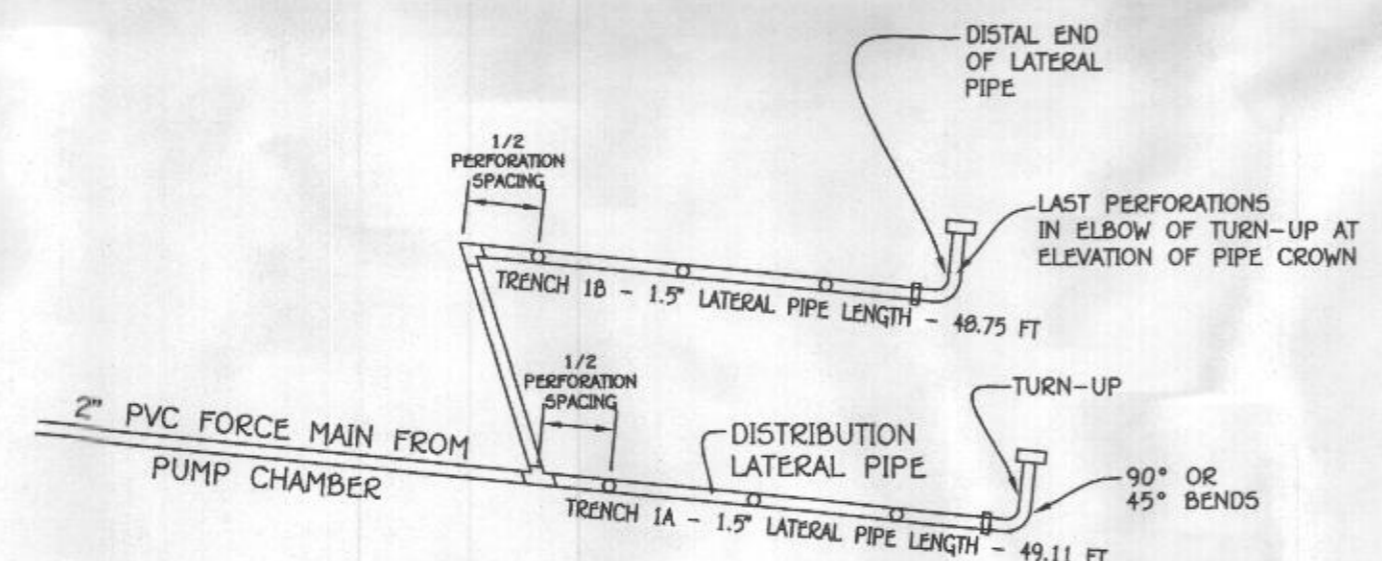 DISTAL END
OF LATERAL
PIPE
1/2
PERFORATION
SPACING
LAST PERFORATIONS
IN ELBOW OF TURN-UP AT
ELEVATION OF PIPE CROWN
TRENCH 1B - 1.5" LATERAL PIPE LENGTH - 48.75 FT
1/2
PERFORATION
SPACING
TURN-UP
2" PVC FORCE MAIN FROM
PUMP CHAMBER
DISTRIBUTION
LATERAL PIPE
90° OR
45° BENDS
TRENCH 1A - 1.5" LATERAL PIPE LENGTH - 49.11 FT